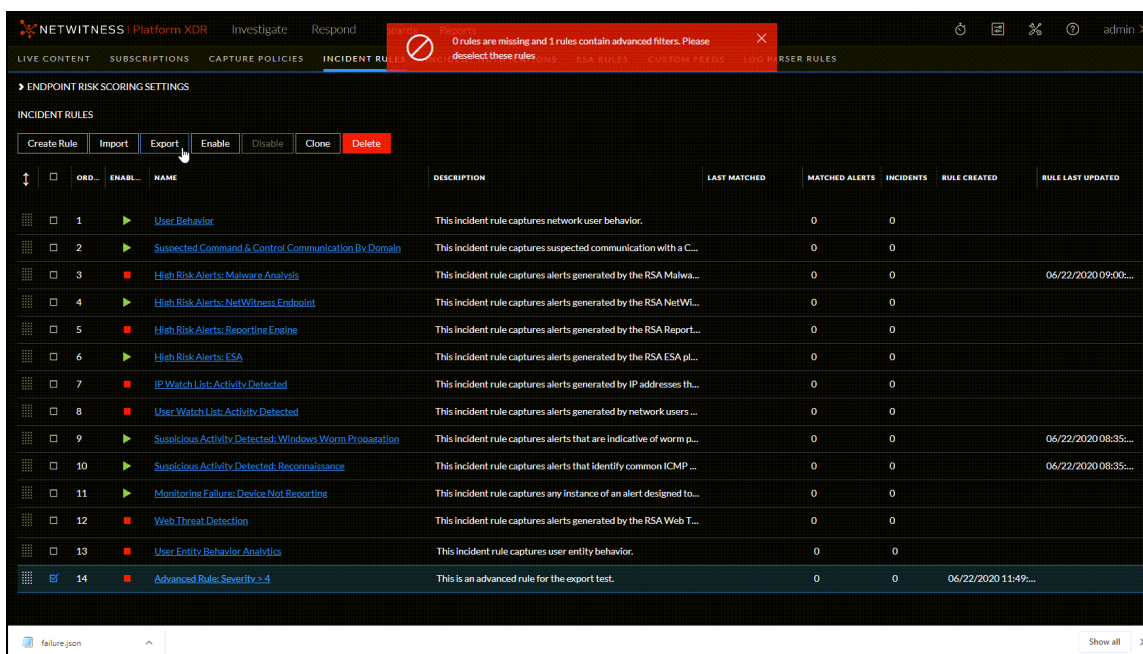 NETWITNESS | Platform XDR Investigate Respond Reports admin
0 rules are missing and 1 rules contain advanced filters. Please
deselect these rules
LIVE CONTENT SUBSCRIPTIONS CAPTURE POLICIES INCIDENT RULES ESA RULES CUSTOM FEEDS LOG PARSER RULES
ENDPOINT RISK SCORING SETTINGS
INCIDENT RULES
Create Rule Import Export Enable Disable Clone Delete
ORD... ENABL... NAME DESCRIPTION LAST MATCHED MATCHED ALERTS INCIDENTS RULE CREATED RULE LAST UPDATED
1 User Behavior This incident rule captures network user behavior. 0 0
2 Suspected Command & Control Communication By Domain This incident rule captures suspected communication with a C... 0 0
3 High Risk Alerts: Malware Analysis This incident rule captures alerts generated by the RSA Malwa... 0 0 06/22/2020 09:00:...
4 High Risk Alerts: NetWitness Endpoint This incident rule captures alerts generated by the RSA NetWi... 0 0
5 High Risk Alerts: Reporting Engine This incident rule captures alerts generated by the RSA Report... 0 0
6 High Risk Alerts: ESA This incident rule captures alerts generated by the RSA ESA pl... 0 0
7 IP Watch List: Activity Detected This incident rule captures alerts generated by IP addresses th... 0 0
8 User Watch List: Activity Detected This incident rule captures alerts generated by network users ... 0 0
9 Suspicious Activity Detected: Windows Worm Propagation This incident rule captures alerts that are indicative of worm p... 0 0 06/22/2020 08:35:...
10 Suspicious Activity Detected: Reconnaissance This incident rule captures alerts that identify common ICMP ... 0 0 06/22/2020 08:35:...
11 Monitoring Failure: Device Not Reporting This incident rule captures any instance of an alert designed to... 0 0
12 Web Threat Detection This incident rule captures alerts generated by the RSA Web T... 0 0
13 User Entity Behavior Analytics This incident rule captures user entity behavior. 0 0
14 Advanced Rule: Severity > 4 This is an advanced rule for the export test. 0 0 06/22/2020 11:49:...
failure.json Show all